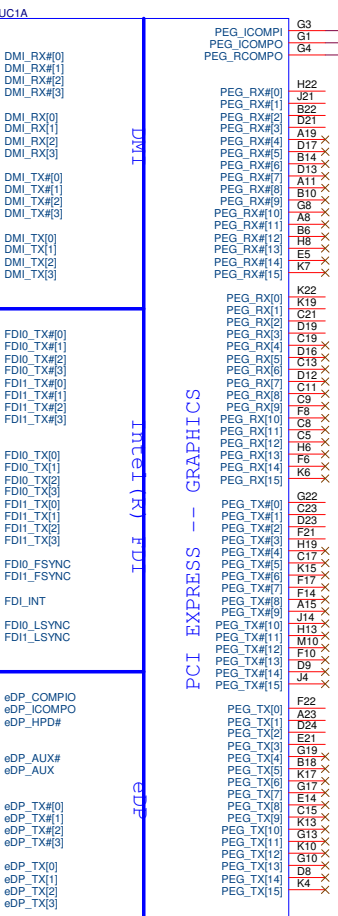 UC1A
DMI_RX#[0]
DMI_RX#[1]
DMI_RX#[2]
DMI_RX#[3]
DMI_RX[0]
DMI_RX[1]
DMI_RX[2]
DMI_RX[3]
DMI_TX#[0]
DMI_TX#[1]
DMI_TX#[2]
DMI_TX#[3]
DMI_TX[0]
DMI_TX[1]
DMI_TX[2]
DMI_TX[3]
DMI
FDI0_TX#[0]
FDI0_TX#[1]
FDI0_TX#[2]
FDI0_TX#[3]
FDI1_TX#[0]
FDI1_TX#[1]
FDI1_TX#[2]
FDI1_TX#[3]
FDI0_TX[0]
FDI0_TX[1]
FDI0_TX[2]
FDI0_TX[3]
FDI1_TX[0]
FDI1_TX[1]
FDI1_TX[2]
FDI1_TX[3]
FDI0_FSYNC
FDI1_FSYNC
FDI_INT
FDI0_LSYNC
FDI1_LSYNC
Intel(R) FDI
eDP_COMPIO
eDP_ICOMPO
eDP_HPD#
eDP_AUX#
eDP_AUX
eDP_TX#[0]
eDP_TX#[1]
eDP_TX#[2]
eDP_TX#[3]
eDP_TX[0]
eDP_TX[1]
eDP_TX[2]
eDP_TX[3]
eDP
PCI EXPRESS -- GRAPHICS
PEG_ICOMPI G3
PEG_ICOMPO G1
PEG_RCOMPO G4
PEG_RX#[0] H22
PEG_RX#[1] J21
PEG_RX#[2] B22
PEG_RX#[3] D21
PEG_RX#[4] A19
PEG_RX#[5] D17
PEG_RX#[6] B14
PEG_RX#[7] D13
PEG_RX#[8] A11
PEG_RX#[9] B10
PEG_RX#[10] G8
PEG_RX#[11] A8
PEG_RX#[12] B6
PEG_RX#[13] H8
PEG_RX#[14] E5
PEG_RX#[15] K7
PEG_RX[0] K22
PEG_RX[1] K19
PEG_RX[2] C21
PEG_RX[3] D19
PEG_RX[4] C19
PEG_RX[5] D16
PEG_RX[6] C13
PEG_RX[7] D12
PEG_RX[8] C11
PEG_RX[9] C9
PEG_RX[10] F8
PEG_RX[11] C8
PEG_RX[12] C5
PEG_RX[13] H6
PEG_RX[14] F6
PEG_RX[15] K6
PEG_TX#[0] G22
PEG_TX#[1] C23
PEG_TX#[2] D23
PEG_TX#[3] F21
PEG_TX#[4] H19
PEG_TX#[5] C17
PEG_TX#[6] K15
PEG_TX#[7] F17
PEG_TX#[8] F14
PEG_TX#[9] A15
PEG_TX#[10] J14
PEG_TX#[11] H13
PEG_TX#[12] M10
PEG_TX#[13] F10
PEG_TX#[14] D9
PEG_TX#[15] J4
PEG_TX[0] F22
PEG_TX[1] A23
PEG_TX[2] D24
PEG_TX[3] E21
PEG_TX[4] G19
PEG_TX[5] B18
PEG_TX[6] K17
PEG_TX[7] G17
PEG_TX[8] E14
PEG_TX[9] C15
PEG_TX[10] K13
PEG_TX[11] G13
PEG_TX[12] K10
PEG_TX[13] G10
PEG_TX[14] D8
PEG_TX[15] K4